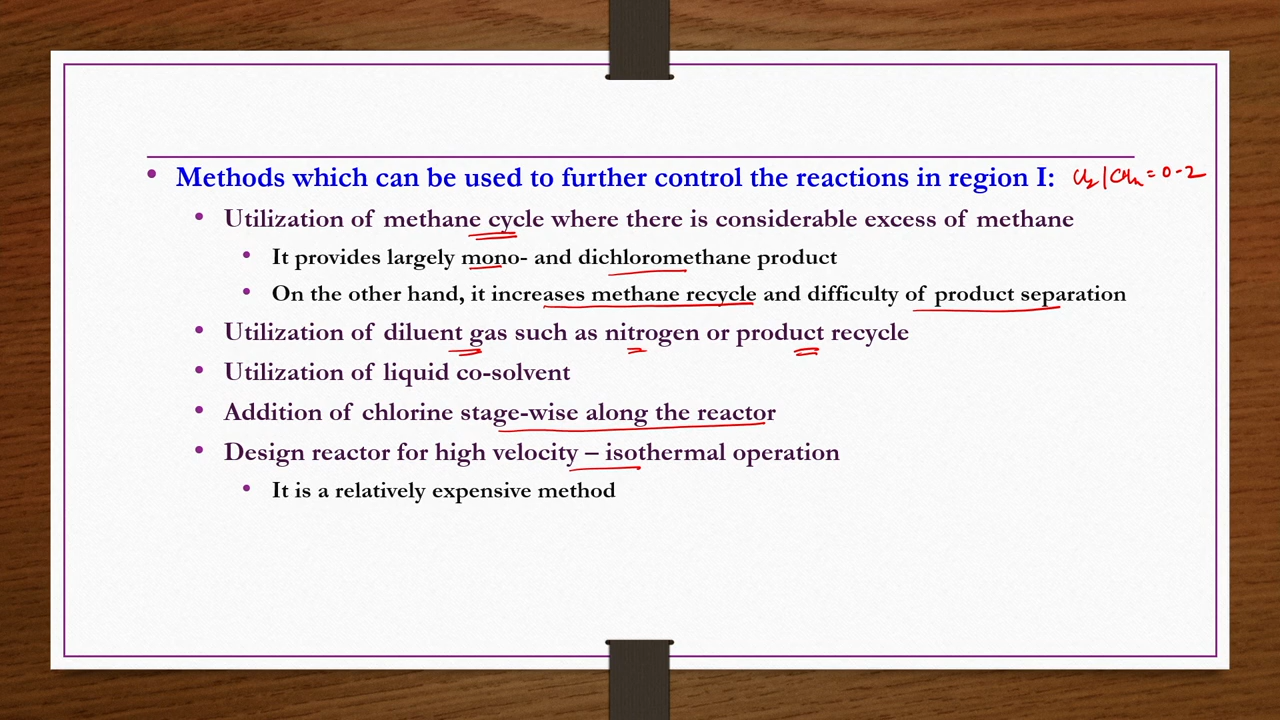 • Methods which can be used to further control the reactions in region I: Cl2/CH4 = 0-2
• Utilization of methane cycle where there is considerable excess of methane
• It provides largely mono- and dichloromethane product
• On the other hand, it increases methane recycle and difficulty of product separation
• Utilization of diluent gas such as nitrogen or product recycle
• Utilization of liquid co-solvent
• Addition of chlorine stage-wise along the reactor
• Design reactor for high velocity – isothermal operation
• It is a relatively expensive method